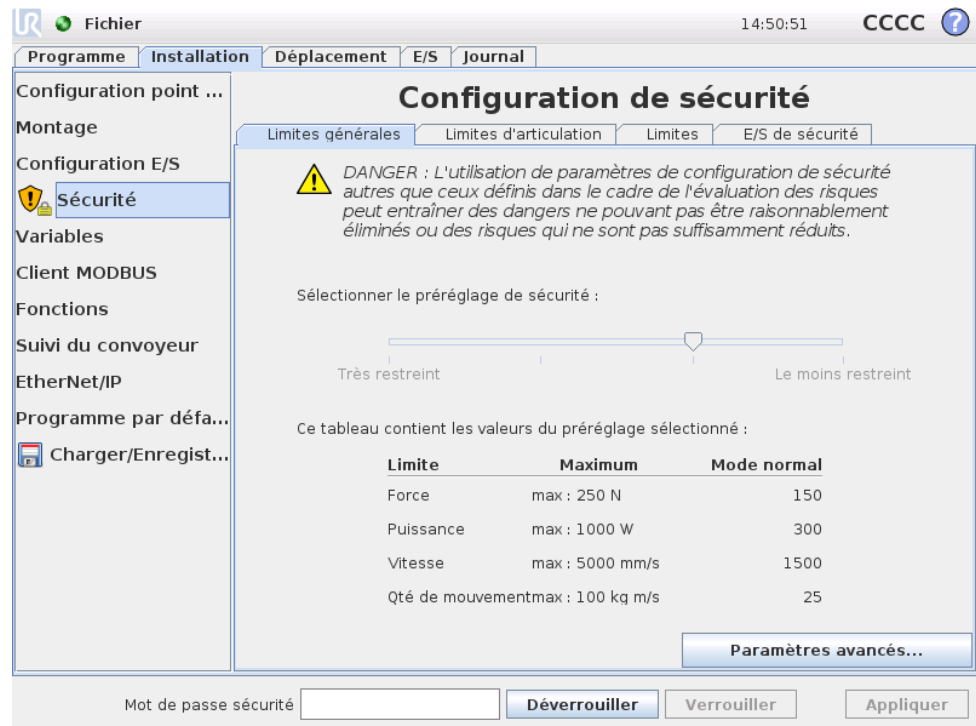 UR Fichier 14:50:51 CCCC ?
Programme Installation Déplacement E/S Journal
Configuration point ...
Montage
Configuration E/S
Sécurité
Variables
Client MODBUS
Fonctions
Suivi du convoyeur
EtherNet/IP
Programme par défa...
Charger/Enregist...
Configuration de sécurité
Limites générales Limites d'articulation Limites E/S de sécurité
DANGER : L'utilisation de paramètres de configuration de sécurité
autres que ceux définis dans le cadre de l'évaluation des risques
peut entraîner des dangers ne pouvant pas être raisonnablement
éliminés ou des risques qui ne sont pas suffisamment réduits.
Sélectionner le préréglage de sécurité :
Très restreint Le moins restreint
Ce tableau contient les valeurs du préréglage sélectionné :
Limite Maximum Mode normal
Force max : 250 N 150
Puissance max : 1000 W 300
Vitesse max : 5000 mm/s 1500
Qté de mouvement max : 100 kg m/s 25
Paramètres avancés...
Mot de passe sécurité Déverrouiller Verrouiller Appliquer